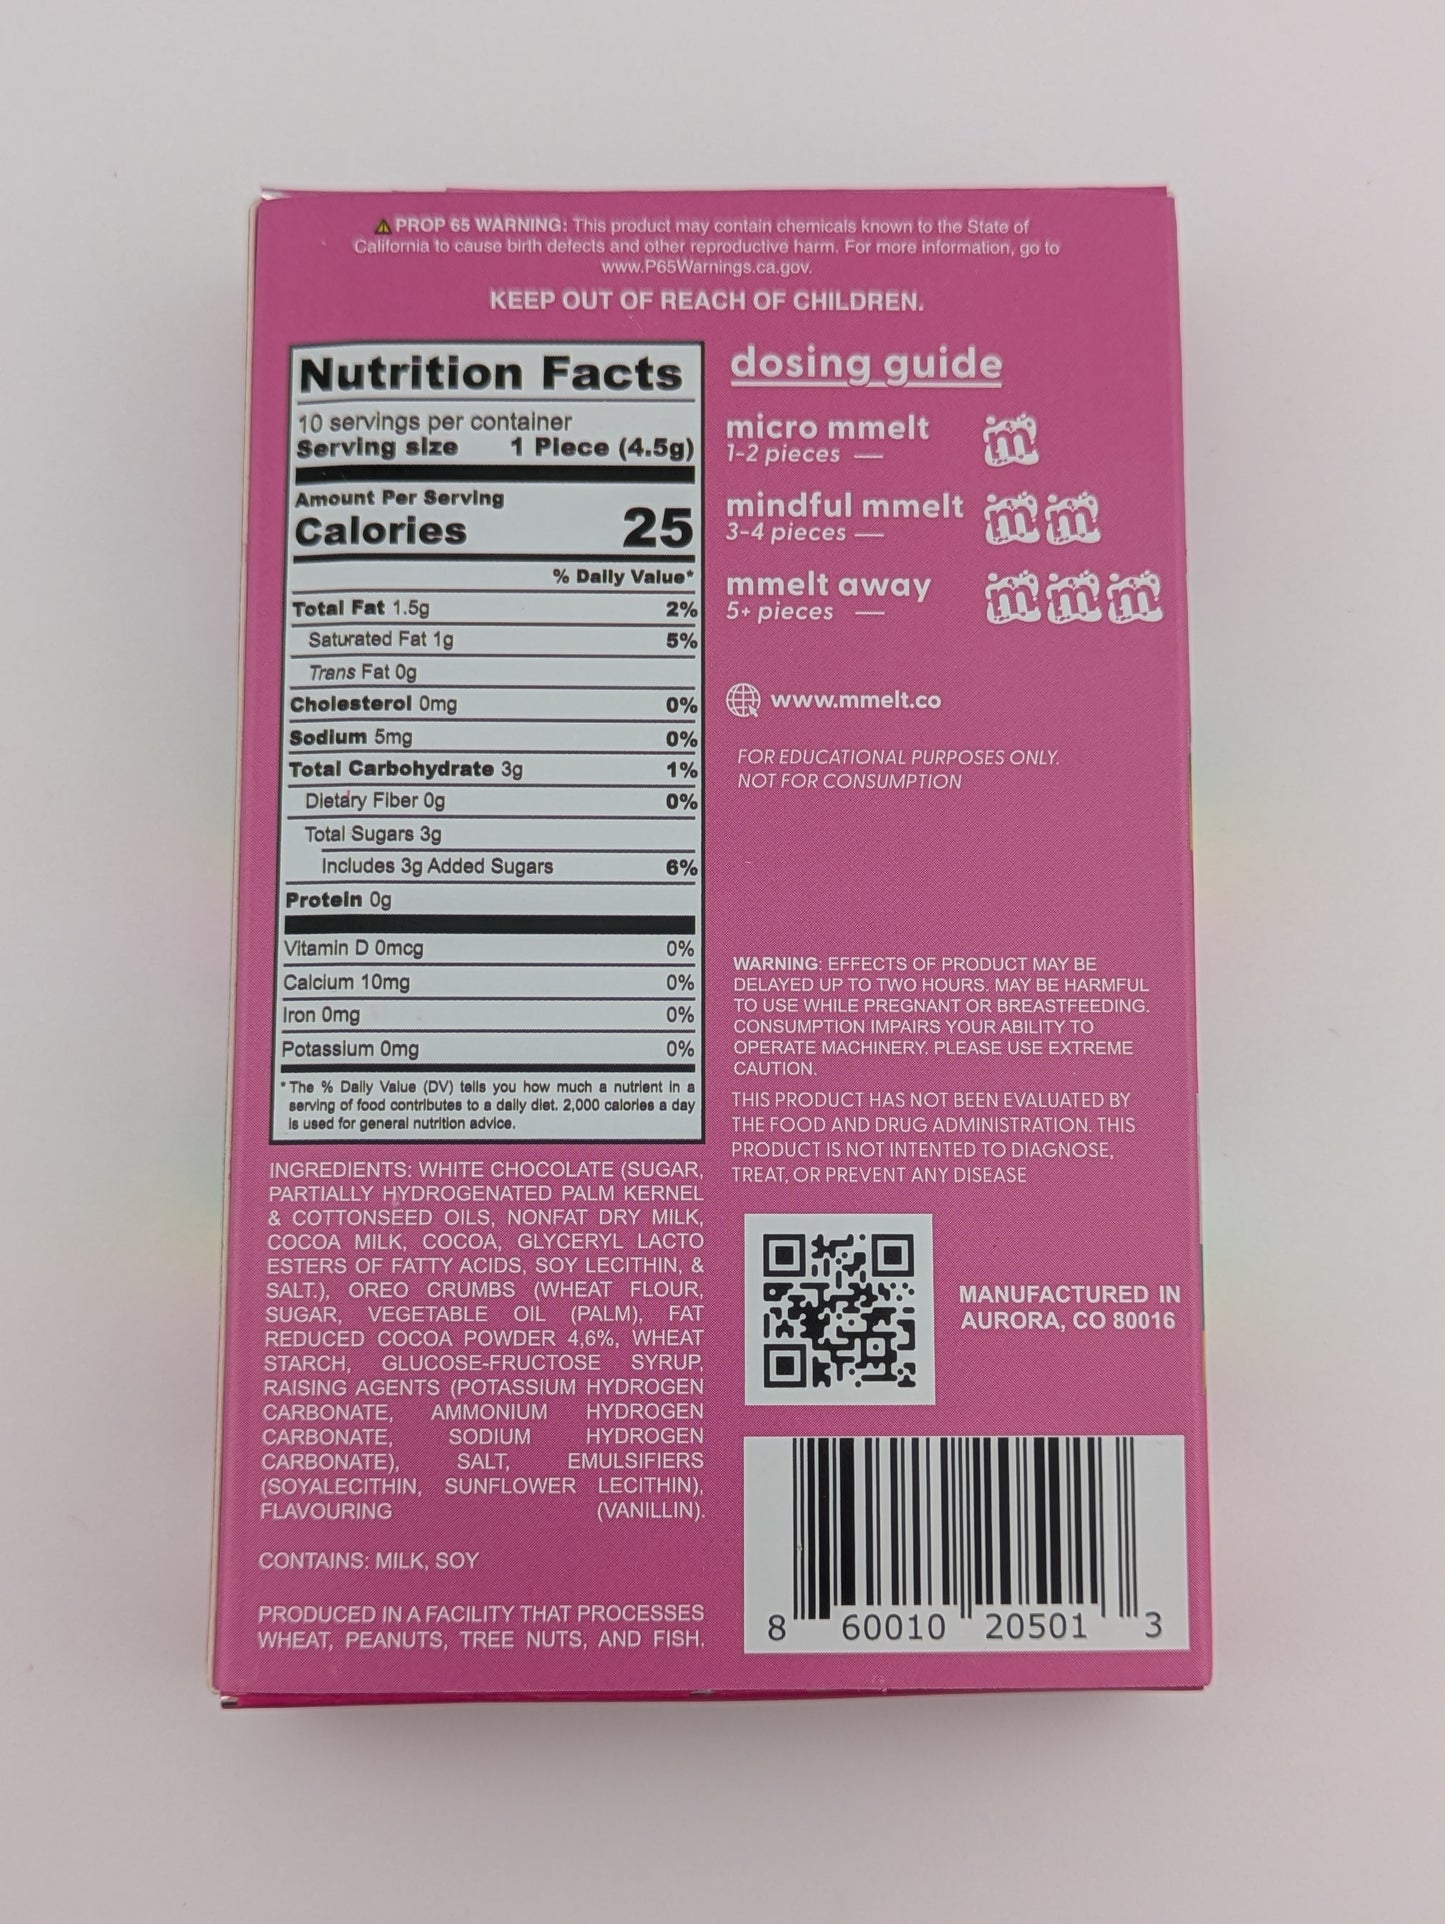 ⚠ PROP 65 WARNING: This product may contain chemicals known to the State of
California to cause birth defects and other reproductive harm. For more information, go to
www.P65Warnings.ca.gov.
KEEP OUT OF REACH OF CHILDREN.
Nutrition Facts
10 servings per container
Serving size 1 Piece (4.5g)
Amount Per Serving
Calories 25
% Daily Value*
Total Fat 1.5g 2%
Saturated Fat 1g 5%
Trans Fat 0g
Cholesterol 0mg 0%
Sodium 5mg 0%
Total Carbohydrate 3g 1%
Dietary Fiber 0g 0%
Total Sugars 3g
Includes 3g Added Sugars 6%
Protein 0g
Vitamin D 0mcg 0%
Calcium 10mg 0%
Iron 0mg 0%
Potassium 0mg 0%
* The % Daily Value (DV) tells you how much a nutrient in a
serving of food contributes to a daily diet. 2,000 calories a day
is used for general nutrition advice.
INGREDIENTS: WHITE CHOCOLATE (SUGAR,
PARTIALLY HYDROGENATED PALM KERNEL
& COTTONSEED OILS, NONFAT DRY MILK,
COCOA MILK, COCOA, GLYCERYL LACTO
ESTERS OF FATTY ACIDS, SOY LECITHIN, &
SALT.), OREO CRUMBS (WHEAT FLOUR,
SUGAR, VEGETABLE OIL (PALM), FAT
REDUCED COCOA POWDER 4,6%, WHEAT
STARCH, GLUCOSE-FRUCTOSE SYRUP,
RAISING AGENTS (POTASSIUM HYDROGEN
CARBONATE, AMMONIUM HYDROGEN
CARBONATE, SODIUM HYDROGEN
CARBONATE), SALT, EMULSIFIERS
(SOYALECITHIN, SUNFLOWER LECITHIN),
FLAVOURING (VANILLIN).
CONTAINS: MILK, SOY
PRODUCED IN A FACILITY THAT PROCESSES
WHEAT, PEANUTS, TREE NUTS, AND FISH.
dosing guide
micro mmelt m
1-2 pieces —
mindful mmelt m m
3-4 pieces —
mmelt away m m m
5+ pieces —
www.mmelt.co
FOR EDUCATIONAL PURPOSES ONLY.
NOT FOR CONSUMPTION
WARNING: EFFECTS OF PRODUCT MAY BE
DELAYED UP TO TWO HOURS. MAY BE HARMFUL
TO USE WHILE PREGNANT OR BREASTFEEDING.
CONSUMPTION IMPAIRS YOUR ABILITY TO
OPERATE MACHINERY. PLEASE USE EXTREME
CAUTION.
THIS PRODUCT HAS NOT BEEN EVALUATED BY
THE FOOD AND DRUG ADMINISTRATION. THIS
PRODUCT IS NOT INTENTED TO DIAGNOSE,
TREAT, OR PREVENT ANY DISEASE
MANUFACTURED IN
AURORA, CO 80016
8 60010 20501 3